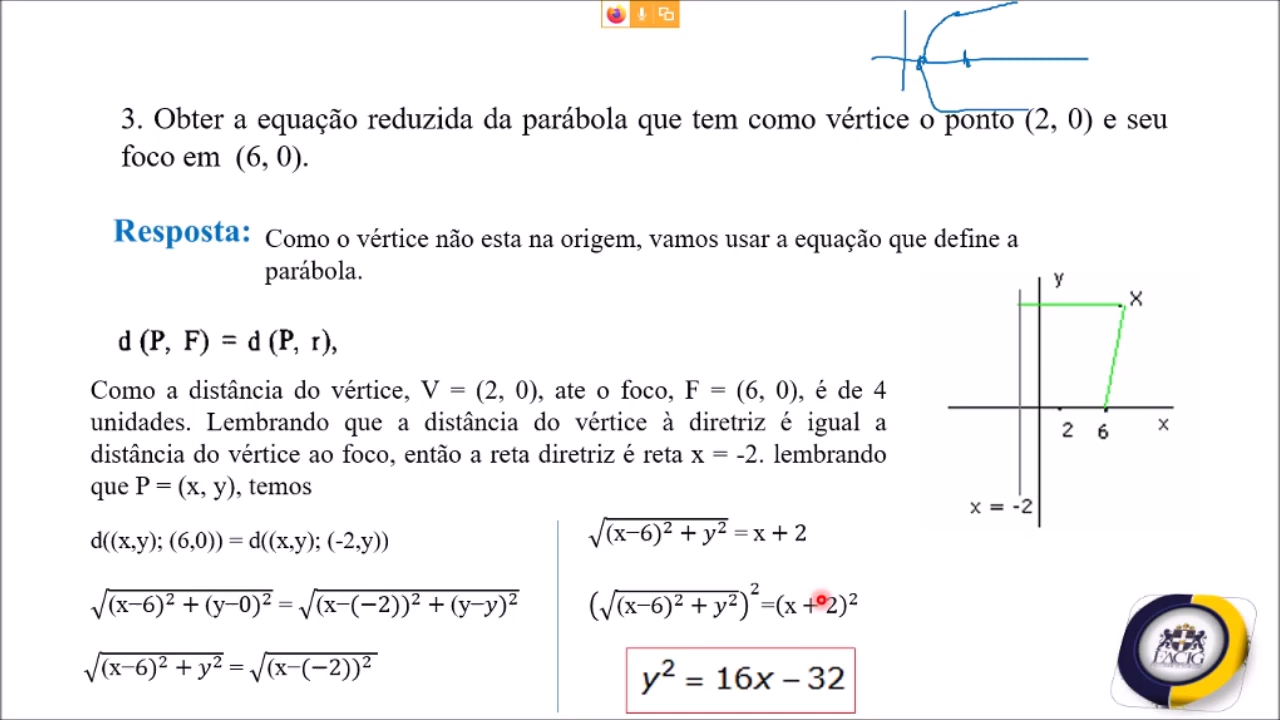 3. Obter a equação reduzida da parábola que tem como vértice o ponto (2, 0) e seu
foco em (6, 0).
Resposta: Como o vértice não esta na origem, vamos usar a equação que define a
parábola.
d (P, F) = d (P, r),
Como a distância do vértice, V = (2, 0), ate o foco, F = (6, 0), é de 4
unidades. Lembrando que a distância do vértice à diretriz é igual a
distância do vértice ao foco, então a reta diretriz é reta x = -2. lembrando
que P = (x, y), temos
d((x,y); (6,0)) = d((x,y); (-2,y))
√(x−6)² + (y−0)² = √(x−(−2))² + (y−y)²
√(x−6)² + y² = √(x−(−2))²
√(x−6)² + y² = x + 2
(√(x−6)² + y²)² =(x + 2)²
y² = 16x − 32
y
X
2 6 x
x = -2
FACIG